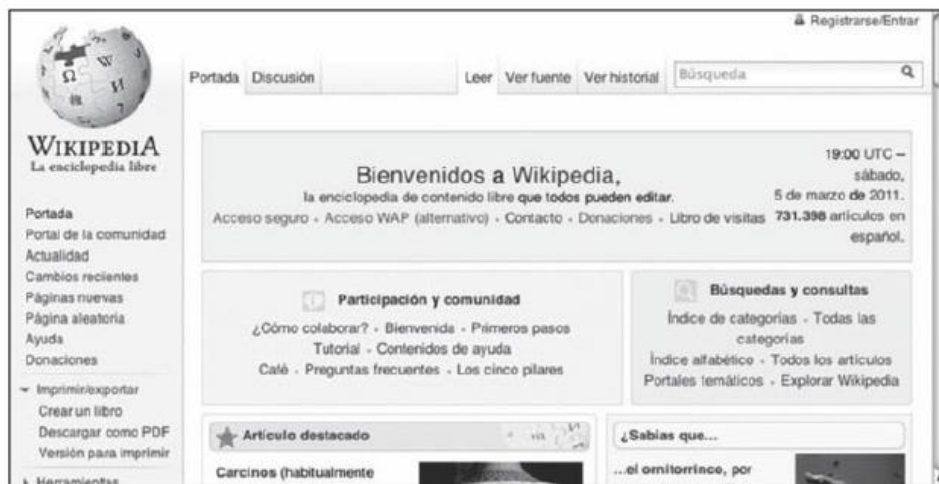 Registrarse/Entrar
Portada Discusión Leer Ver fuente Ver historial Búsqueda
WIKIPEDIA
La enciclopedia libre
Portada
Portal de la comunidad
Actualidad
Cambios recientes
Páginas nuevas
Página aleatoria
Ayuda
Donaciones
Imprimir/exportar
Crear un libro
Descargar como PDF
Versión para imprimir
Herramientas
Bienvenidos a Wikipedia,
la enciclopedia de contenido libre que todos pueden editar.
Acceso seguro · Acceso WAP (alternativo) · Contacto · Donaciones · Libro de visitas
19:00 UTC –
sábado,
5 de marzo de 2011.
731.398 artículos en
español.
Participación y comunidad
¿Cómo colaborar? · Bienvenida · Primeros pasos
Tutorial · Contenidos de ayuda
Café · Preguntas frecuentes · Los cinco pilares
Búsquedas y consultas
Índice de categorías · Todas las
categorías
Índice alfabético · Todos los artículos
Portales temáticos · Explorar Wikipedia
Artículo destacado
Carcinos (habitualmente
¿Sabías que...
...el ornitorrinco, por